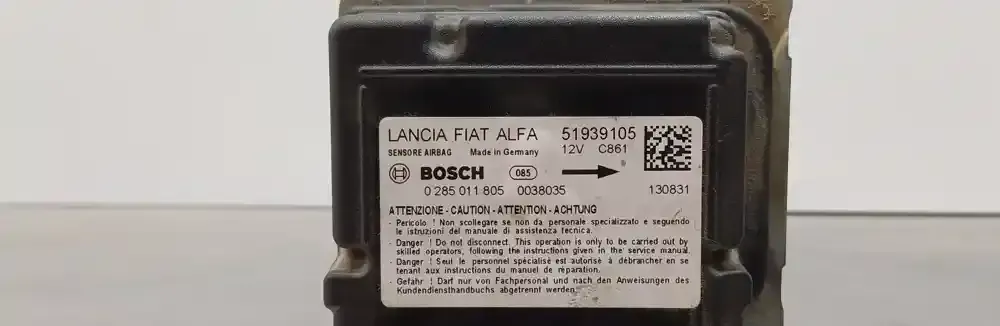 LANCIA FIAT ALFA 51939105
SENSORE AIRBAG Made in Germany 12V C861
BOSCH 085
0 285 011 805 0038035 130831
ATTENZIONE - CAUTION - ATTENTION - ACHTUNG
- Pericolo ! Non scollegare se non da personale specializzato e seguendo
le istruzioni del manuale di assistenza tecnica.
- Danger ! Do not disconnect. This operation is only to be carried out by
skilled operators, following the instructions given in the service manual.
- Danger ! Seul le personnel spécialisé est autorisé à débrancher en se
tenant aux instructions du manuel de réparation.
- Gefahr ! Darf nur von Fachpersonal und nach den Anweisungen des
Kundendiensthandbuchs abgetrennt werden.